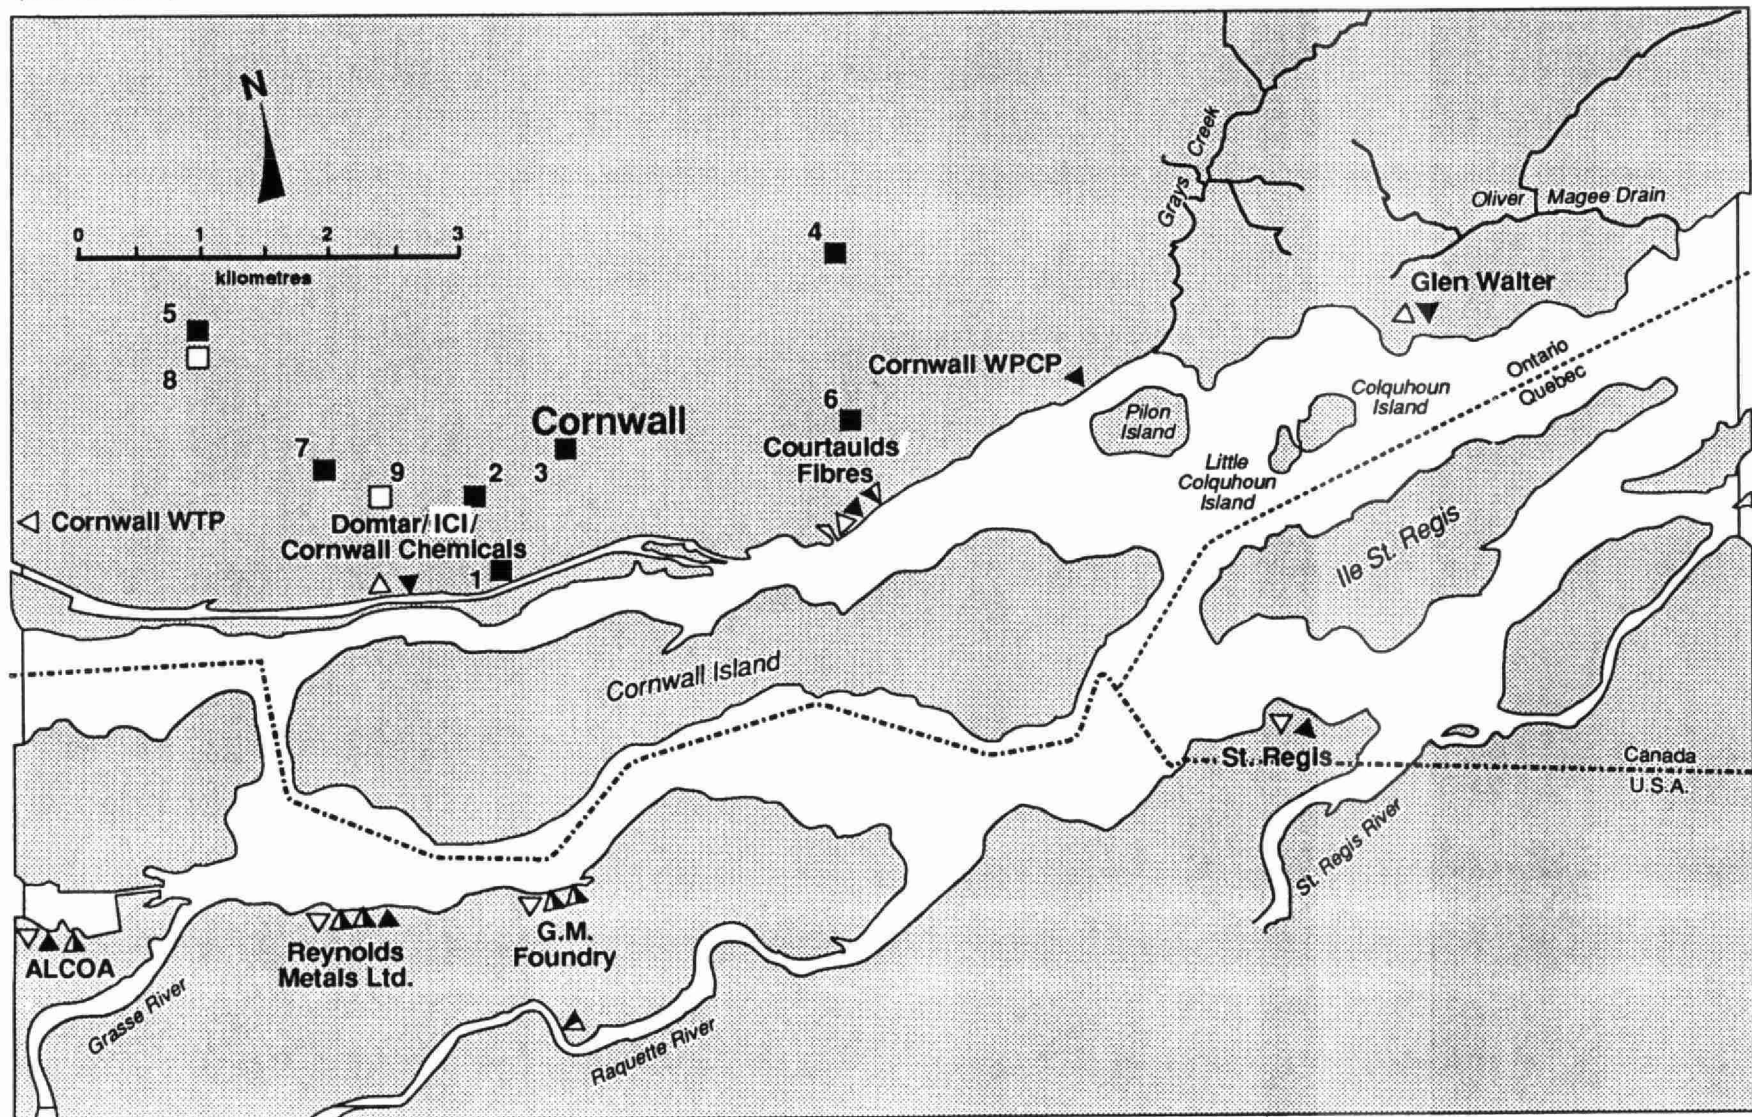 N
0 1 2 3
kilometres
4
5
8
Grays Creek
Oliver Magee Drain
Glen Walter
Cornwall WPCP
Ontario
Quebec
Colquhoun
Island
Pilon
Island
6
Cornwall
7
9
2
3
Courtaulds
Fibres
Little
Colquhoun
Island
Cornwall WTP
Domtar/ICI/
Cornwall Chemicals
1
Ile St. Regis
Cornwall Island
St. Regis
Canada
U.S.A.
St. Regis River
ALCOA
Reynolds
Metals Ltd.
G.M.
Foundry
Grasse River
Raquette River